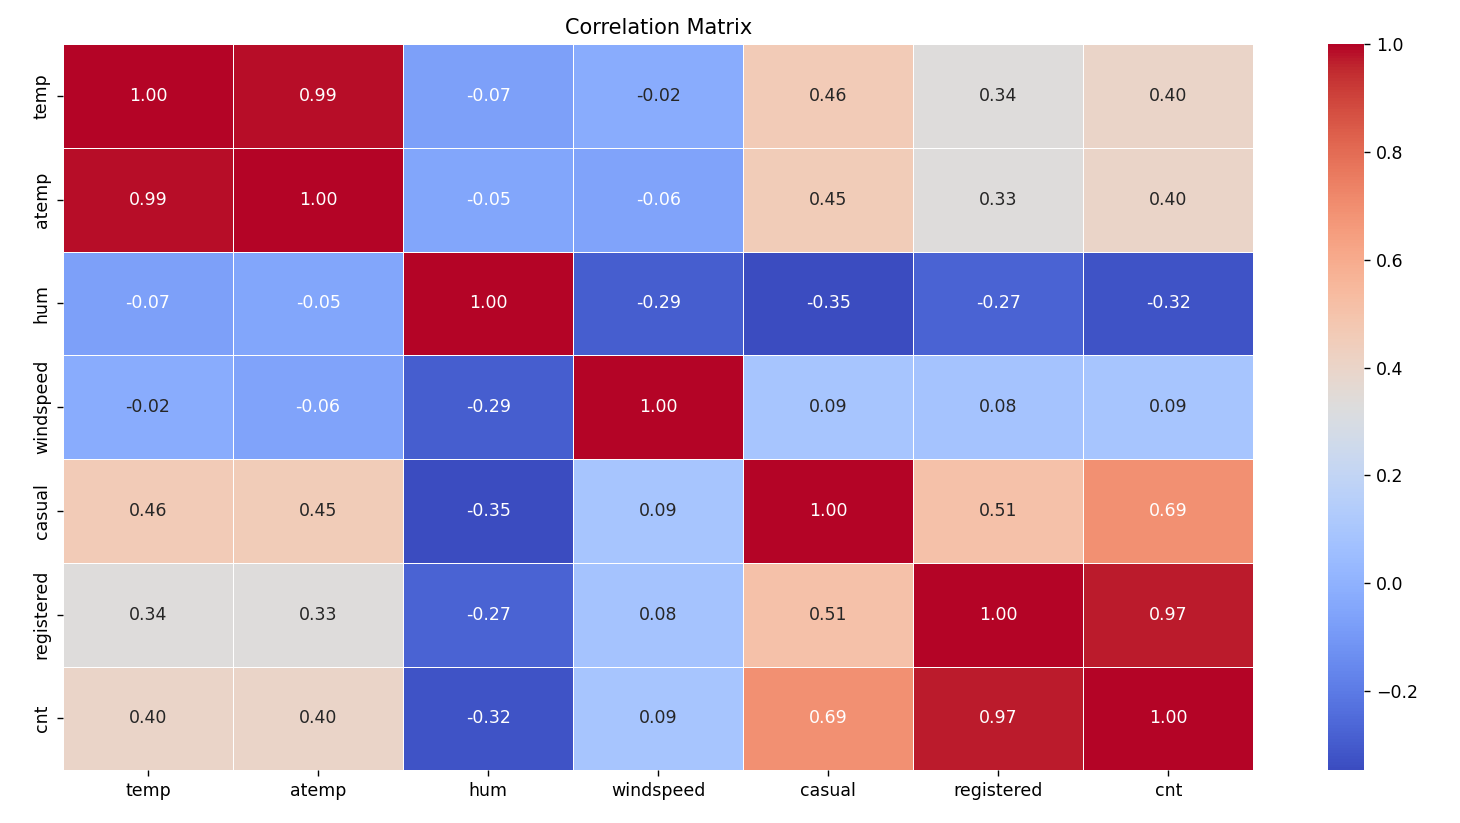 Correlation Matrix
temp 1.00 0.99 -0.07 -0.02 0.46 0.34 0.40
atemp 0.99 1.00 -0.05 -0.06 0.45 0.33 0.40
hum -0.07 -0.05 1.00 -0.29 -0.35 -0.27 -0.32
windspeed -0.02 -0.06 -0.29 1.00 0.09 0.08 0.09
casual 0.46 0.45 -0.35 0.09 1.00 0.51 0.69
registered 0.34 0.33 -0.27 0.08 0.51 1.00 0.97
cnt 0.40 0.40 -0.32 0.09 0.69 0.97 1.00
temp atemp hum windspeed casual registered cnt
1.0
0.8
0.6
0.4
0.2
0.0
−0.2